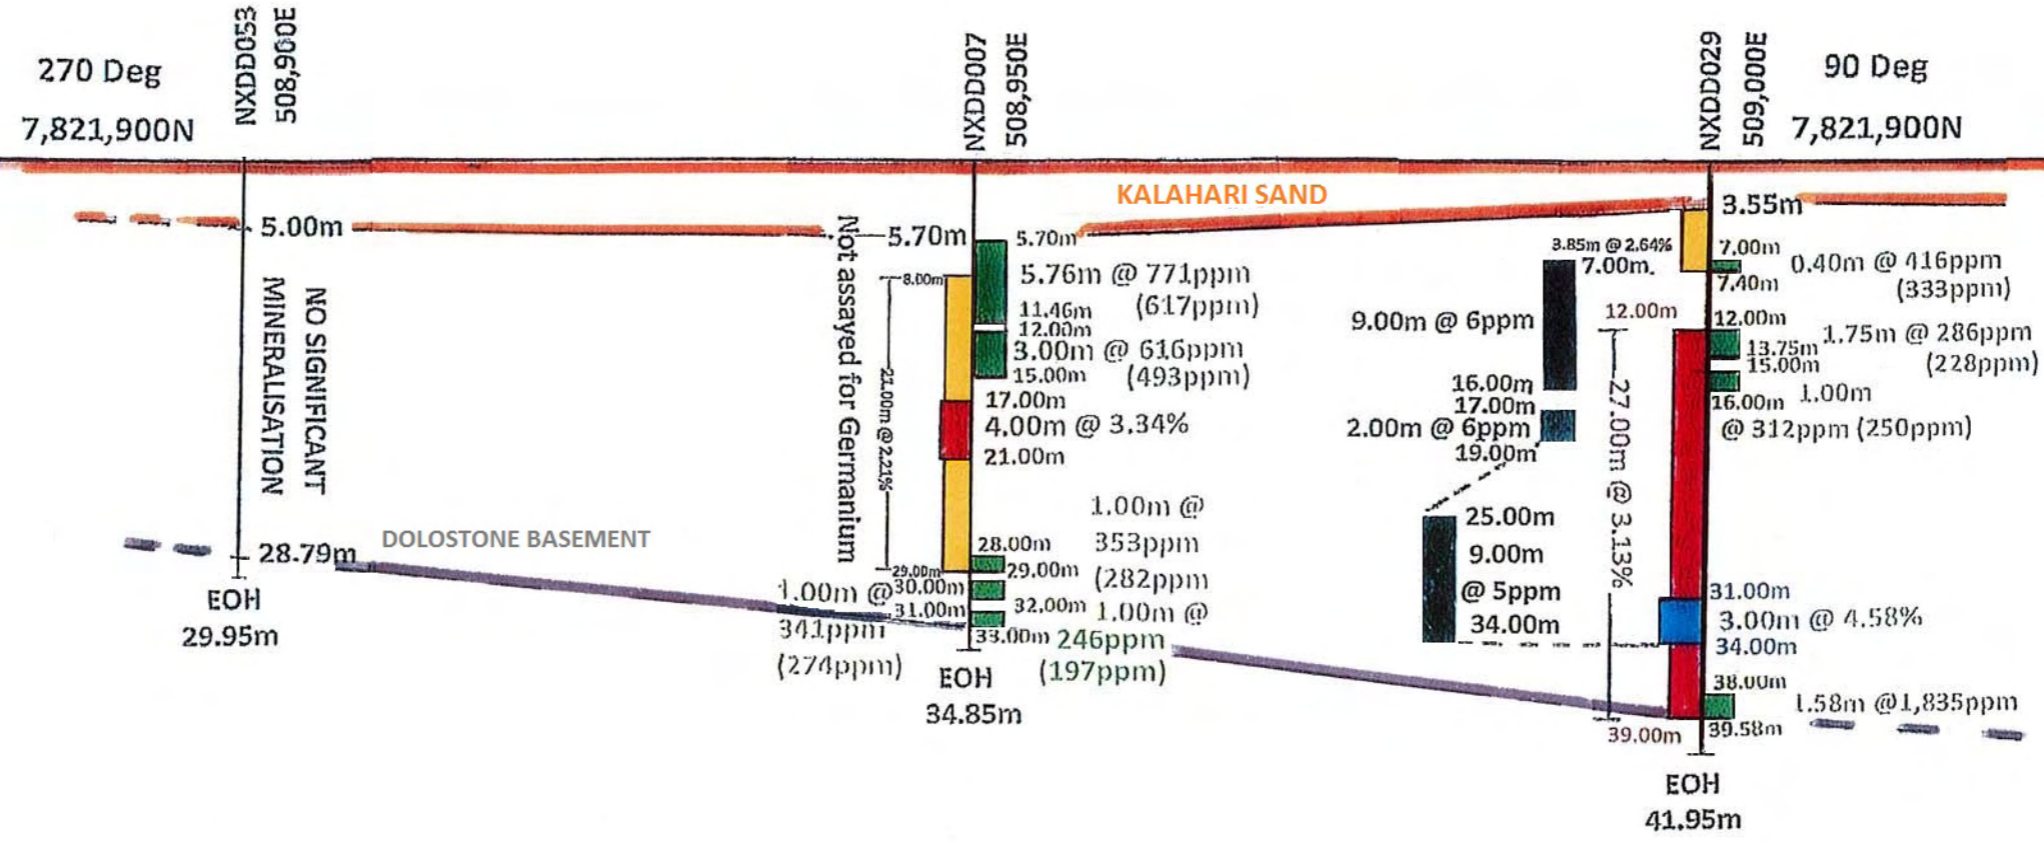 270 Deg
7,821,900N
NXDD053
508,900E
NXDD007
508,950E
NXDD029
509,000E
90 Deg
7,821,900N
KALAHARI SAND
5.00m
NO SIGNIFICANT
MINERALISATION
28.79m
EOH
29.95m
DOLOSTONE BASEMENT
Not assayed for Germanium
5.70m
5.70m
8.00m
21.00m @ 2.21%
29.00m
5.76m @ 771ppm
(617ppm)
11.46m
12.00m
3.00m @ 616ppm
15.00m
(493ppm)
17.00m
4.00m @ 3.34%
21.00m
1.00m @
353ppm
(282ppm
28.00m
29.00m
30.00m
31.00m
1.00m @
341ppm
(274ppm)
32.00m
33.00m
1.00m @
246ppm
(197ppm)
EOH
34.85m
3.55m
3.85m @ 2.64%
7.00m.
9.00m @ 6ppm
16.00m
17.00m
2.00m @ 6ppm
19.00m
25.00m
9.00m
@ 5ppm
34.00m
7.00m
0.40m @ 416ppm
7.40m
(333ppm)
12.00m
12.00m
27.00m @ 3.13%
39.00m
1.75m @ 286ppm
13.75m
(228ppm)
15.00m
16.00m
1.00m
@ 312ppm (250ppm)
31.00m
3.00m @ 4.58%
34.00m
38.00m
1.58m @1,835ppm
39.58m
EOH
41.95m